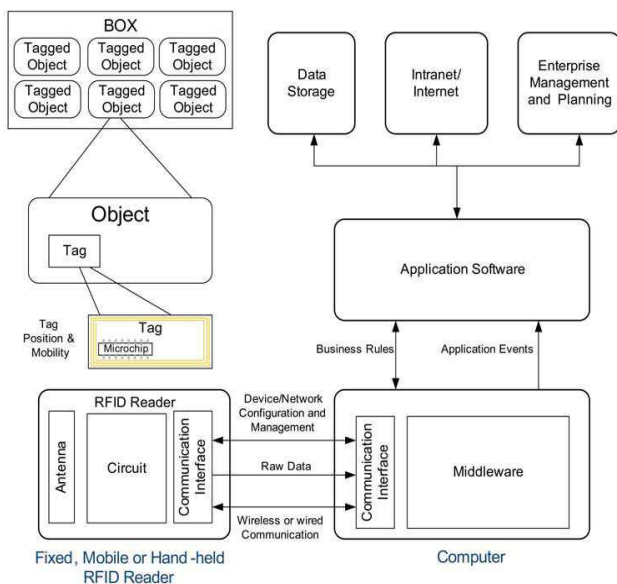 BOX
Tagged
Object
Tagged
Object
Tagged
Object
Tagged
Object
Tagged
Object
Tagged
Object
Object
Tag
Tag
Position &
Mobility
Tag
Microchip
RFID Reader
Antenna
Circuit
Communication
Interface
Fixed, Mobile or Hand-held
RFID Reader
Data
Storage
Intranet/
Internet
Enterprise
Management
and Planning
Application Software
Business Rules
Application Events
Device/Network
Configuration and
Management
Raw Data
Wireless or wired
Communication
Communication
Interface
Middleware
Computer